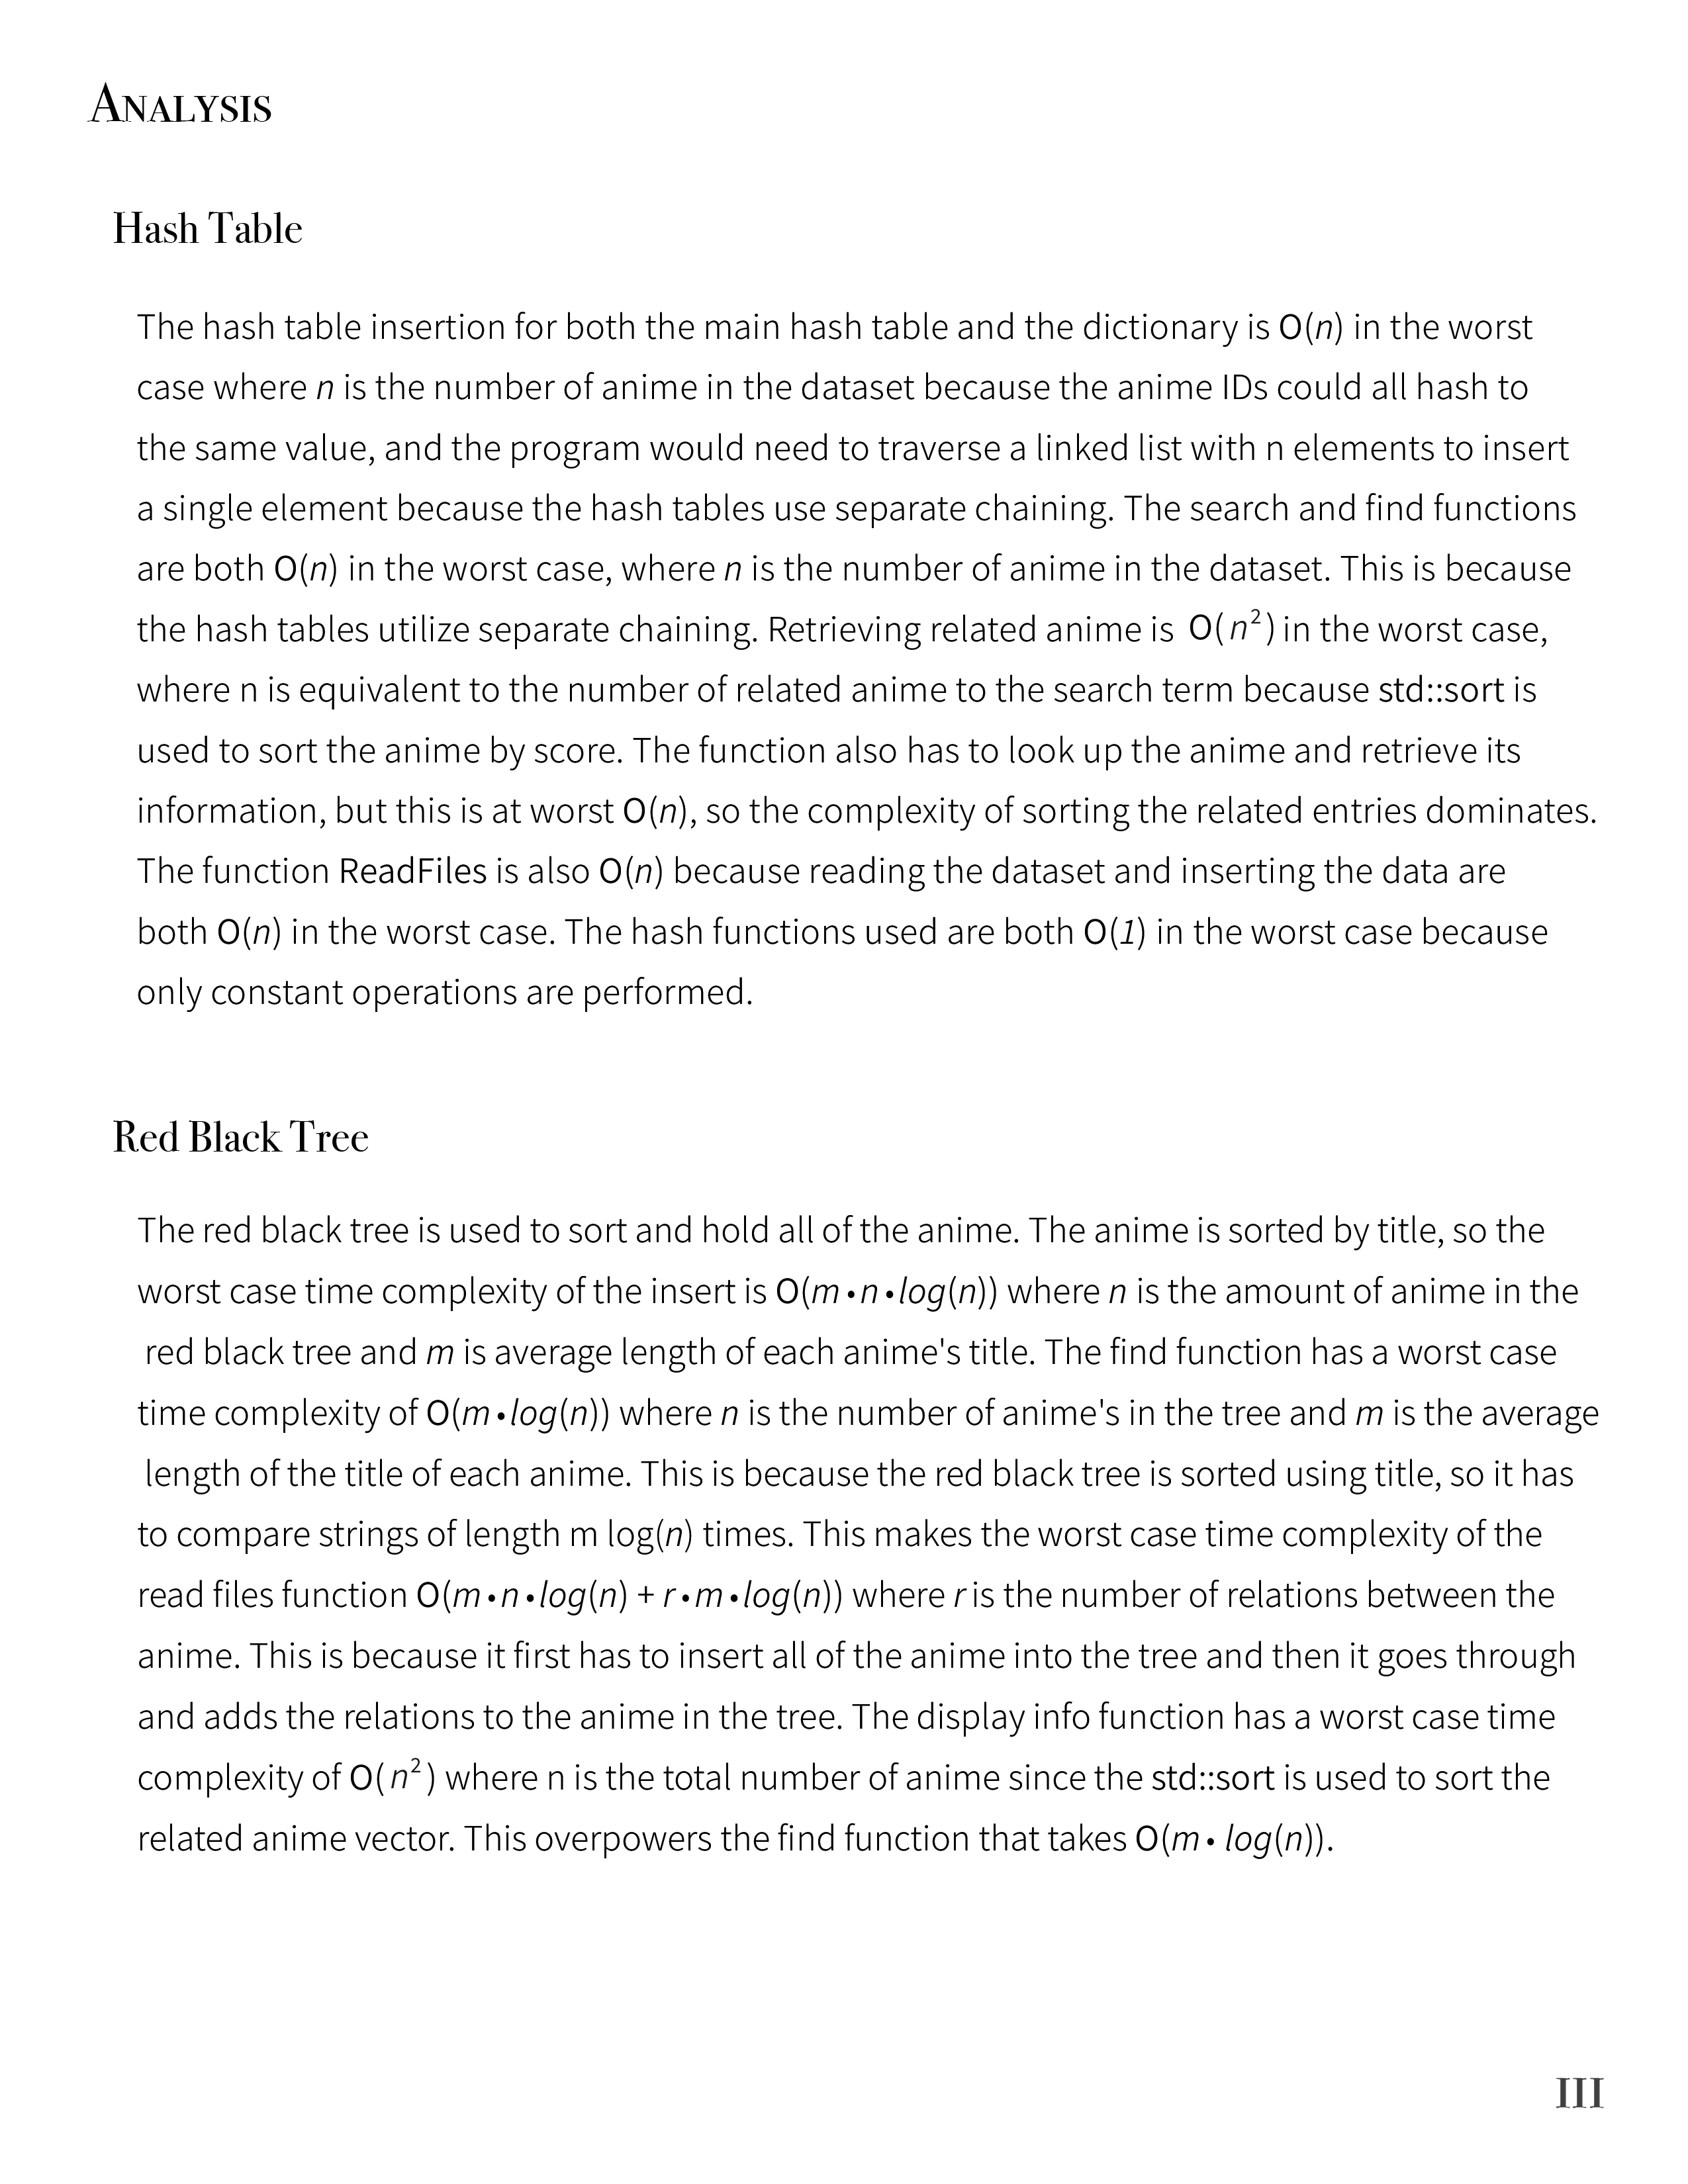 Analysis
Hash Table
The hash table insertion for both the main hash table and the dictionary is O(n) in the worst
case where n is the number of anime in the dataset because the anime IDs could all hash to
the same value, and the program would need to traverse a linked list with n elements to insert
a single element because the hash tables use separate chaining. The search and find functions
are both O(n) in the worst case, where n is the number of anime in the dataset. This is because
the hash tables utilize separate chaining. Retrieving related anime is O(n²) in the worst case,
where n is equivalent to the number of related anime to the search term because std::sort is
used to sort the anime by score. The function also has to look up the anime and retrieve its
information, but this is at worst O(n), so the complexity of sorting the related entries dominates.
The function ReadFiles is also O(n) because reading the dataset and inserting the data are
both O(n) in the worst case. The hash functions used are both O(1) in the worst case because
only constant operations are performed.
Red Black Tree
The red black tree is used to sort and hold all of the anime. The anime is sorted by title, so the
worst case time complexity of the insert is O(m•n•log(n)) where n is the amount of anime in the
red black tree and m is average length of each anime's title. The find function has a worst case
time complexity of O(m•log(n)) where n is the number of anime's in the tree and m is the average
length of the title of each anime. This is because the red black tree is sorted using title, so it has
to compare strings of length m log(n) times. This makes the worst case time complexity of the
read files function O(m•n•log(n) + r•m•log(n)) where r is the number of relations between the
anime. This is because it first has to insert all of the anime into the tree and then it goes through
and adds the relations to the anime in the tree. The display info function has a worst case time
complexity of O(n²) where n is the total number of anime since the std::sort is used to sort the
related anime vector. This overpowers the find function that takes O(m• log(n)).
III